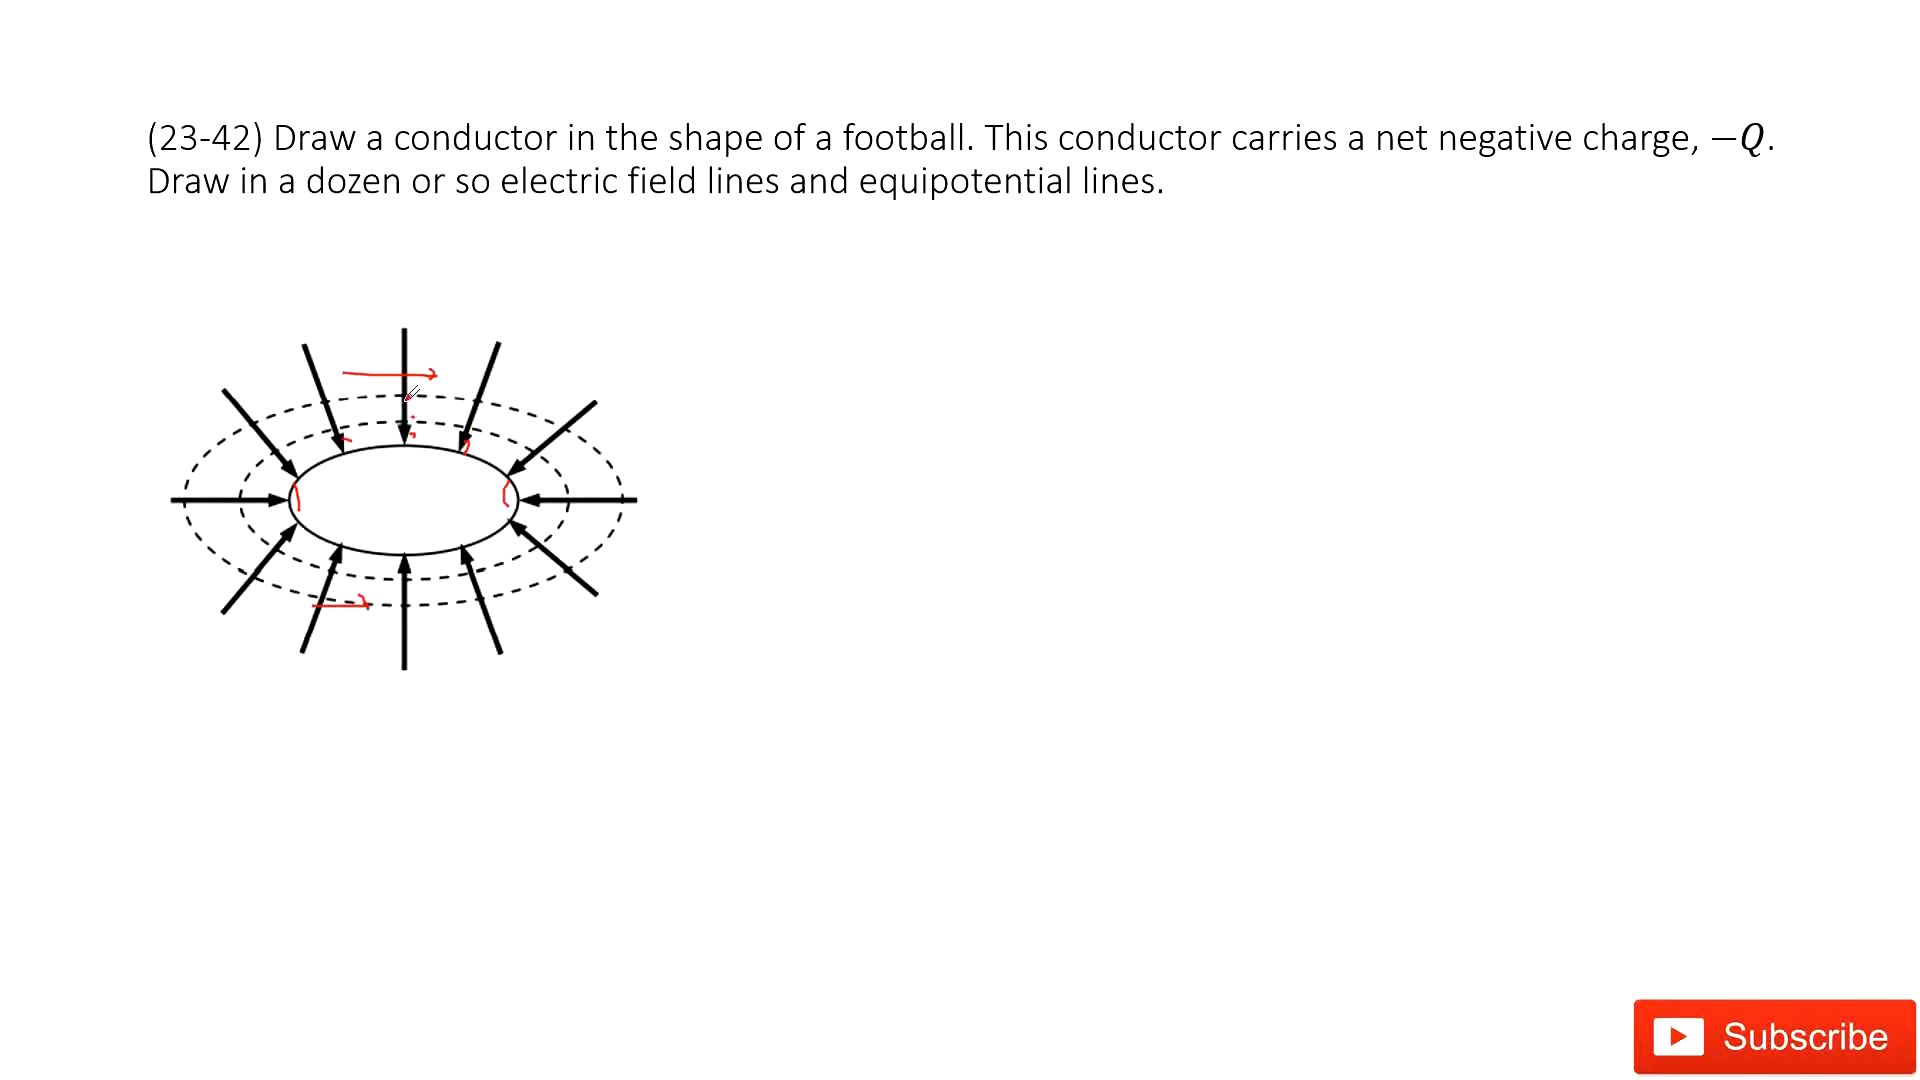 (23-42) Draw a conductor in the shape of a football. This conductor carries a net negative charge, −Q.
Draw in a dozen or so electric field lines and equipotential lines.
Subscribe